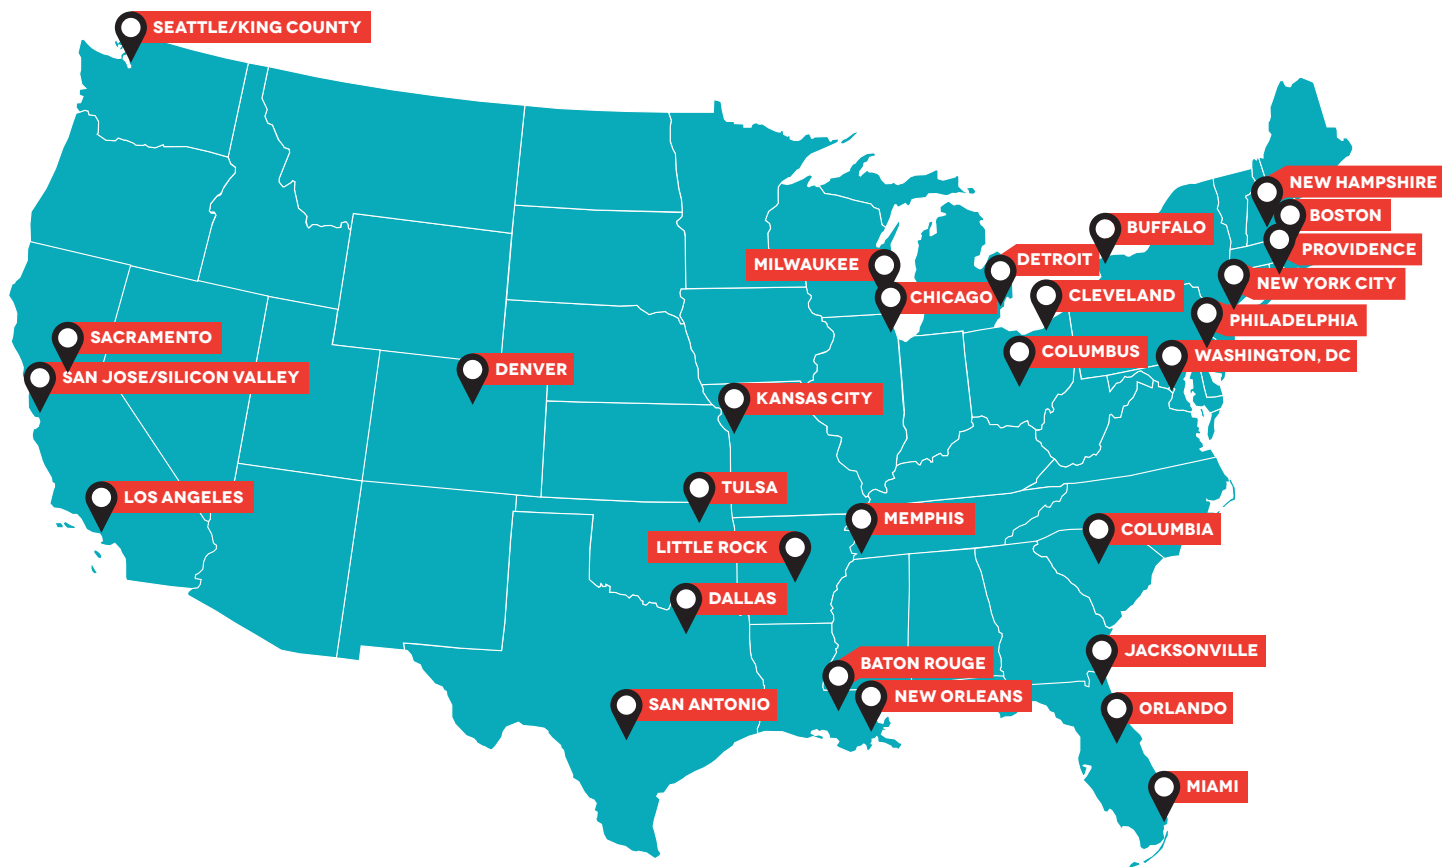 SEATTLE/KING COUNTY
NEW HAMPSHIRE
BOSTON
BUFFALO
PROVIDENCE
MILWAUKEE
DETROIT
NEW YORK CITY
CHICAGO
CLEVELAND
PHILADELPHIA
SACRAMENTO
COLUMBUS
WASHINGTON, DC
DENVER
SAN JOSE/SILICON VALLEY
KANSAS CITY
TULSA
LOS ANGELES
MEMPHIS
COLUMBIA
LITTLE ROCK
DALLAS
JACKSONVILLE
BATON ROUGE
NEW ORLEANS
SAN ANTONIO
ORLANDO
MIAMI